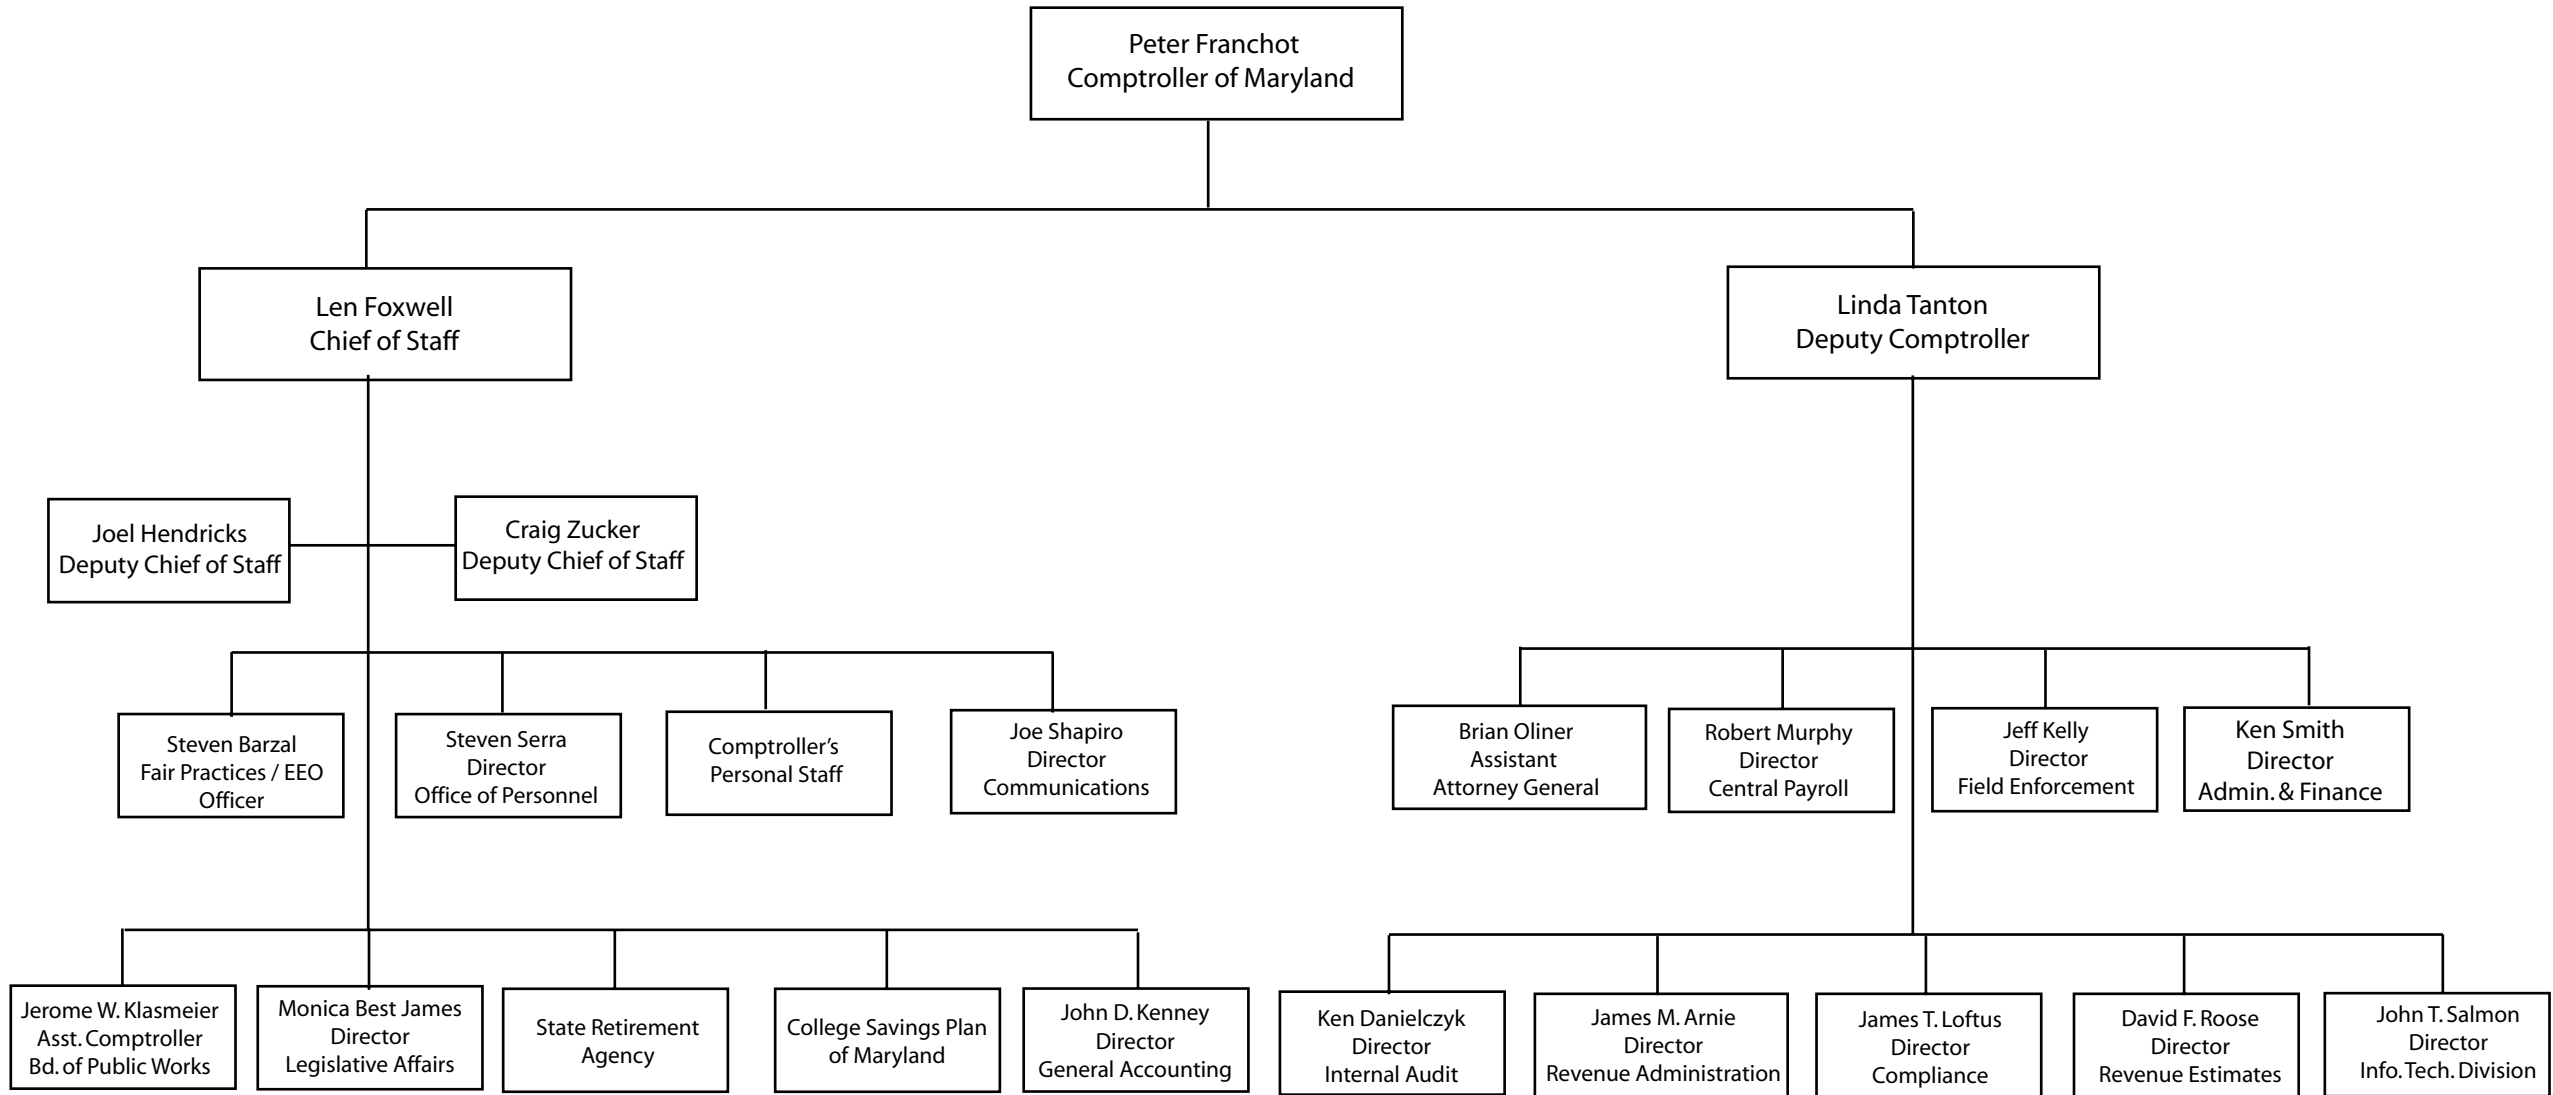 Peter Franchot
Comptroller of Maryland
Len Foxwell
Chief of Staff
Linda Tanton
Deputy Comptroller
Joel Hendricks
Deputy Chief of Staff
Craig Zucker
Deputy Chief of Staff
Steven Barzal
Fair Practices / EEO
Officer
Steven Serra
Director
Office of Personnel
Comptroller’s
Personal Staff
Joe Shapiro
Director
Communications
Brian Oliner
Assistant
Attorney General
Robert Murphy
Director
Central Payroll
Jeff Kelly
Director
Field Enforcement
Ken Smith
Director
Admin. & Finance
Jerome W. Klasmeier
Asst. Comptroller
Bd. of Public Works
Monica Best James
Director
Legislative Affairs
State Retirement
Agency
College Savings Plan
of Maryland
John D. Kenney
Director
General Accounting
Ken Danielczyk
Director
Internal Audit
James M. Arnie
Director
Revenue Administration
James T. Loftus
Director
Compliance
David F. Roose
Director
Revenue Estimates
John T. Salmon
Director
Info. Tech. Division